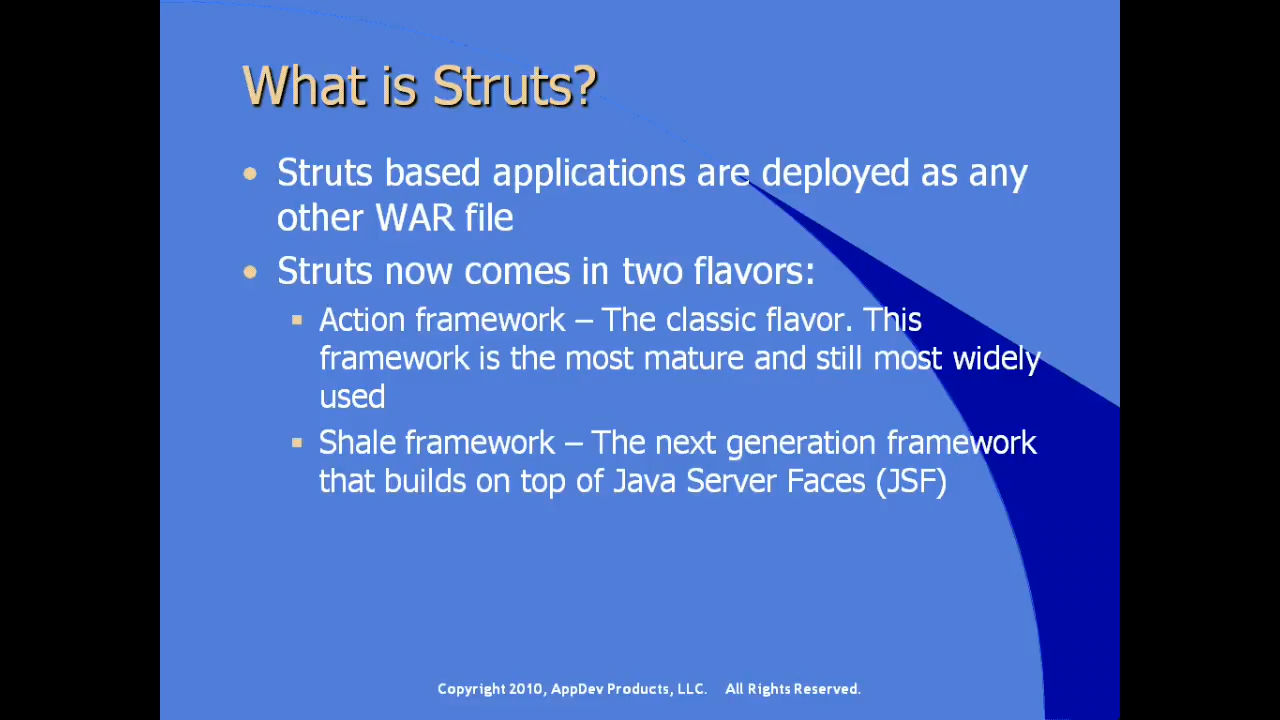 What is Struts?
Struts based applications are deployed as any
other WAR file
Struts now comes in two flavors:
Action framework – The classic flavor. This
framework is the most mature and still most widely
used
Shale framework – The next generation framework
that builds on top of Java Server Faces (JSF)
Copyright 2010, AppDev Products, LLC. All Rights Reserved.